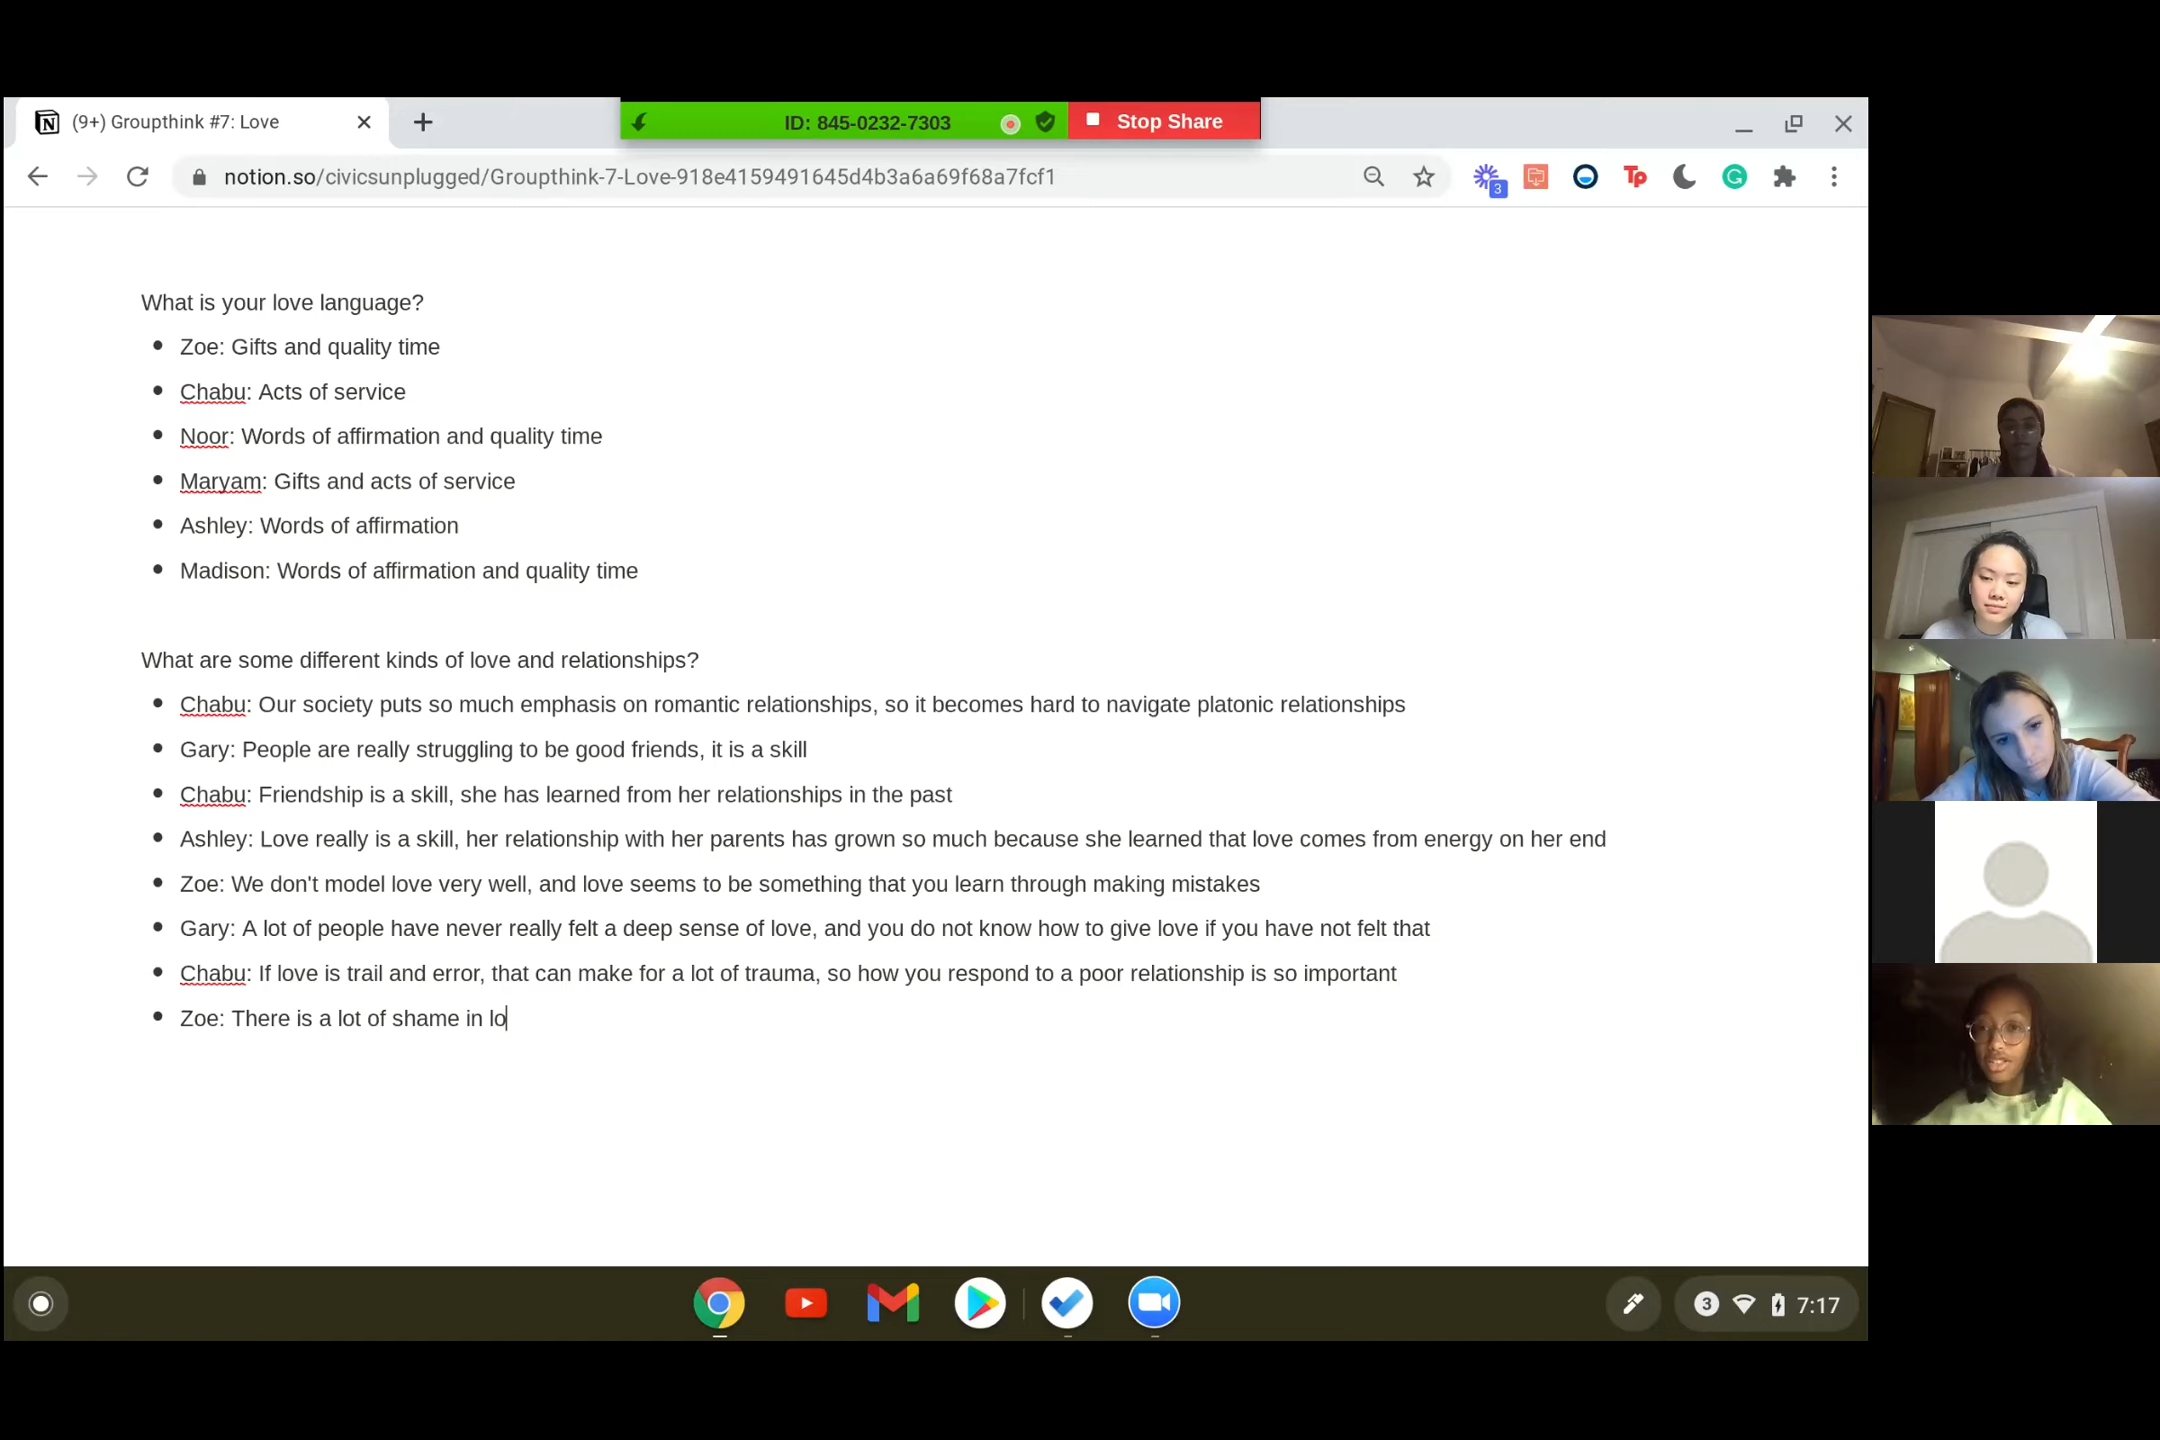 (9+) Groupthink #7: Love
ID: 845-0232-7303
Stop Share
notion.so/civicsunplugged/Groupthink-7-Love-918e4159491645d4b3a6a69f68a7fcf1
3
Tp
What is your love language?
Zoe: Gifts and quality time
Chabu: Acts of service
Noor: Words of affirmation and quality time
Maryam: Gifts and acts of service
Ashley: Words of affirmation
Madison: Words of affirmation and quality time
What are some different kinds of love and relationships?
Chabu: Our society puts so much emphasis on romantic relationships, so it becomes hard to navigate platonic relationships
Gary: People are really struggling to be good friends, it is a skill
Chabu: Friendship is a skill, she has learned from her relationships in the past
Ashley: Love really is a skill, her relationship with her parents has grown so much because she learned that love comes from energy on her end
Zoe: We don't model love very well, and love seems to be something that you learn through making mistakes
Gary: A lot of people have never really felt a deep sense of love, and you do not know how to give love if you have not felt that
Chabu: If love is trail and error, that can make for a lot of trauma, so how you respond to a poor relationship is so important
Zoe: There is a lot of shame in lo
3 7:17